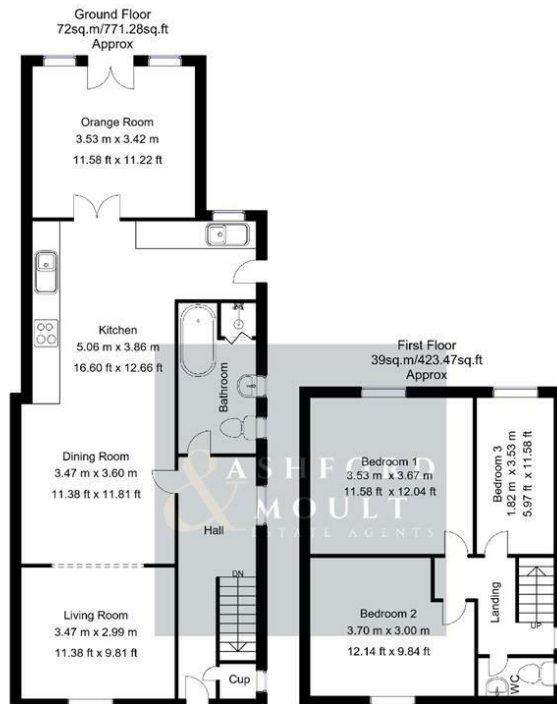 Ground Floor
72sq.m/771.28sq.ft
Approx
Orange Room
3.53 m x 3.42 m
11.58 ft x 11.22 ft
Kitchen
5.06 m x 3.86 m
16.60 ft x 12.66 ft
Bathroom
Dining Room
3.47 m x 3.60 m
11.38 ft x 11.81 ft
Hall
DN
Living Room
3.47 m x 2.99 m
11.38 ft x 9.81 ft
Cup
First Floor
39sq.m/423.47sq.ft
Approx
Bedroom 1
3.53 m x 3.67 m
11.58 ft x 12.04 ft
Bedroom 3
1.82 m x 3.53 m
5.97 ft x 11.58 ft
Bedroom 2
3.70 m x 3.00 m
12.14 ft x 9.84 ft
Landing
UP
WC
&
ASHFORD
MOULT
ESTATE AGENTS